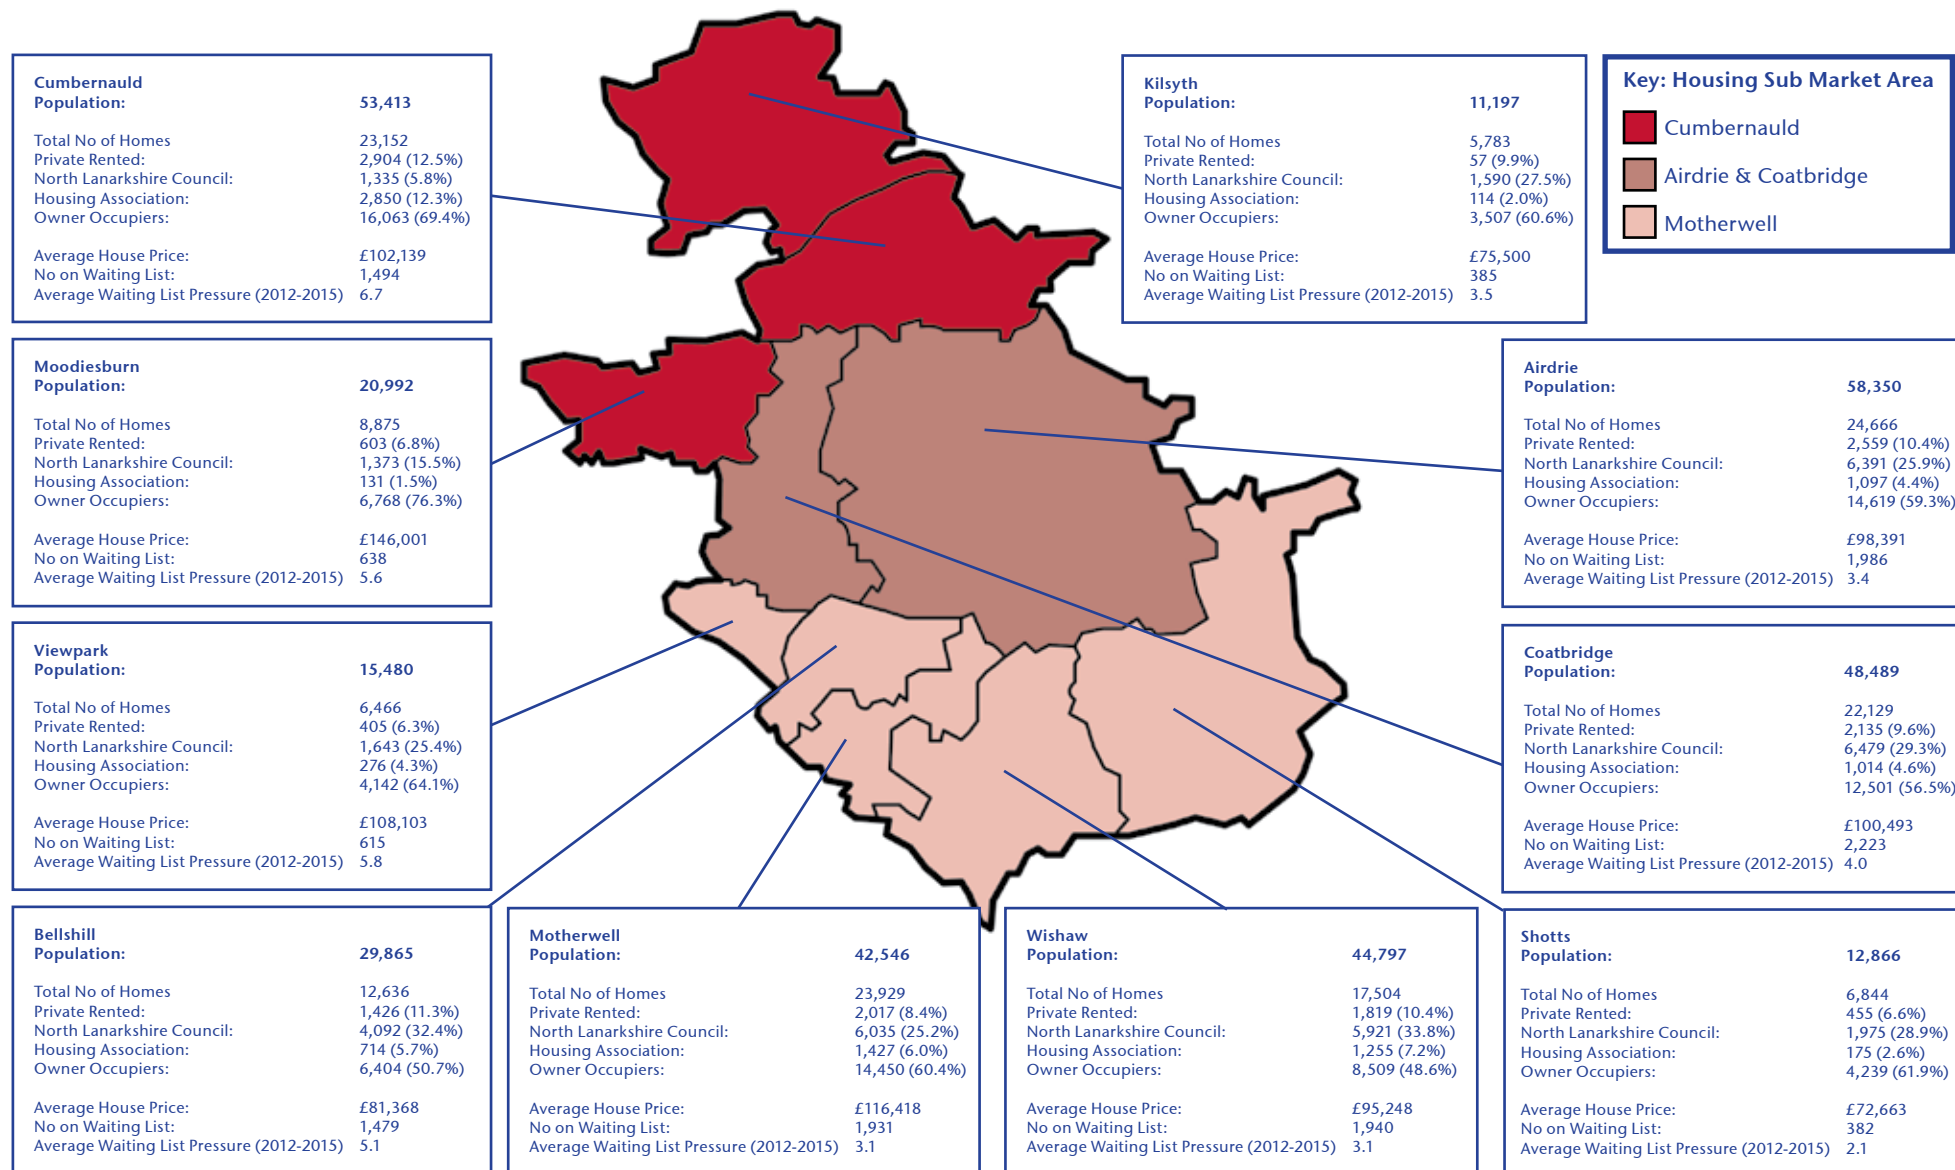 Cumbernauld
Population: 53,413
Total No of Homes 23,152
Private Rented: 2,904 (12.5%)
North Lanarkshire Council: 1,335 (5.8%)
Housing Association: 2,850 (12.3%)
Owner Occupiers: 16,063 (69.4%)
Average House Price: £102,139
No on Waiting List: 1,494
Average Waiting List Pressure (2012-2015) 6.7
Kilsyth
Population: 11,197
Total No of Homes 5,783
Private Rented: 57 (9.9%)
North Lanarkshire Council: 1,590 (27.5%)
Housing Association: 114 (2.0%)
Owner Occupiers: 3,507 (60.6%)
Average House Price: £75,500
No on Waiting List: 385
Average Waiting List Pressure (2012-2015) 3.5
Key: Housing Sub Market Area
Cumbernauld
Airdrie & Coatbridge
Motherwell
Moodiesburn
Population: 20,992
Total No of Homes 8,875
Private Rented: 603 (6.8%)
North Lanarkshire Council: 1,373 (15.5%)
Housing Association: 131 (1.5%)
Owner Occupiers: 6,768 (76.3%)
Average House Price: £146,001
No on Waiting List: 638
Average Waiting List Pressure (2012-2015) 5.6
Airdrie
Population: 58,350
Total No of Homes 24,666
Private Rented: 2,559 (10.4%)
North Lanarkshire Council: 6,391 (25.9%)
Housing Association: 1,097 (4.4%)
Owner Occupiers: 14,619 (59.3%)
Average House Price: £98,391
No on Waiting List: 1,986
Average Waiting List Pressure (2012-2015) 3.4
Viewpark
Population: 15,480
Total No of Homes 6,466
Private Rented: 405 (6.3%)
North Lanarkshire Council: 1,643 (25.4%)
Housing Association: 276 (4.3%)
Owner Occupiers: 4,142 (64.1%)
Average House Price: £108,103
No on Waiting List: 615
Average Waiting List Pressure (2012-2015) 5.8
Coatbridge
Population: 48,489
Total No of Homes 22,129
Private Rented: 2,135 (9.6%)
North Lanarkshire Council: 6,479 (29.3%)
Housing Association: 1,014 (4.6%)
Owner Occupiers: 12,501 (56.5%)
Average House Price: £100,493
No on Waiting List: 2,223
Average Waiting List Pressure (2012-2015) 4.0
Bellshill
Population: 29,865
Total No of Homes 12,636
Private Rented: 1,426 (11.3%)
North Lanarkshire Council: 4,092 (32.4%)
Housing Association: 714 (5.7%)
Owner Occupiers: 6,404 (50.7%)
Average House Price: £81,368
No on Waiting List: 1,479
Average Waiting List Pressure (2012-2015) 5.1
Motherwell
Population: 42,546
Total No of Homes 23,929
Private Rented: 2,017 (8.4%)
North Lanarkshire Council: 6,035 (25.2%)
Housing Association: 1,427 (6.0%)
Owner Occupiers: 14,450 (60.4%)
Average House Price: £116,418
No on Waiting List: 1,931
Average Waiting List Pressure (2012-2015) 3.1
Wishaw
Population: 44,797
Total No of Homes 17,504
Private Rented: 1,819 (10.4%)
North Lanarkshire Council: 5,921 (33.8%)
Housing Association: 1,255 (7.2%)
Owner Occupiers: 8,509 (48.6%)
Average House Price: £95,248
No on Waiting List: 1,940
Average Waiting List Pressure (2012-2015) 3.1
Shotts
Population: 12,866
Total No of Homes 6,844
Private Rented: 455 (6.6%)
North Lanarkshire Council: 1,975 (28.9%)
Housing Association: 175 (2.6%)
Owner Occupiers: 4,239 (61.9%)
Average House Price: £72,663
No on Waiting List: 382
Average Waiting List Pressure (2012-2015) 2.1